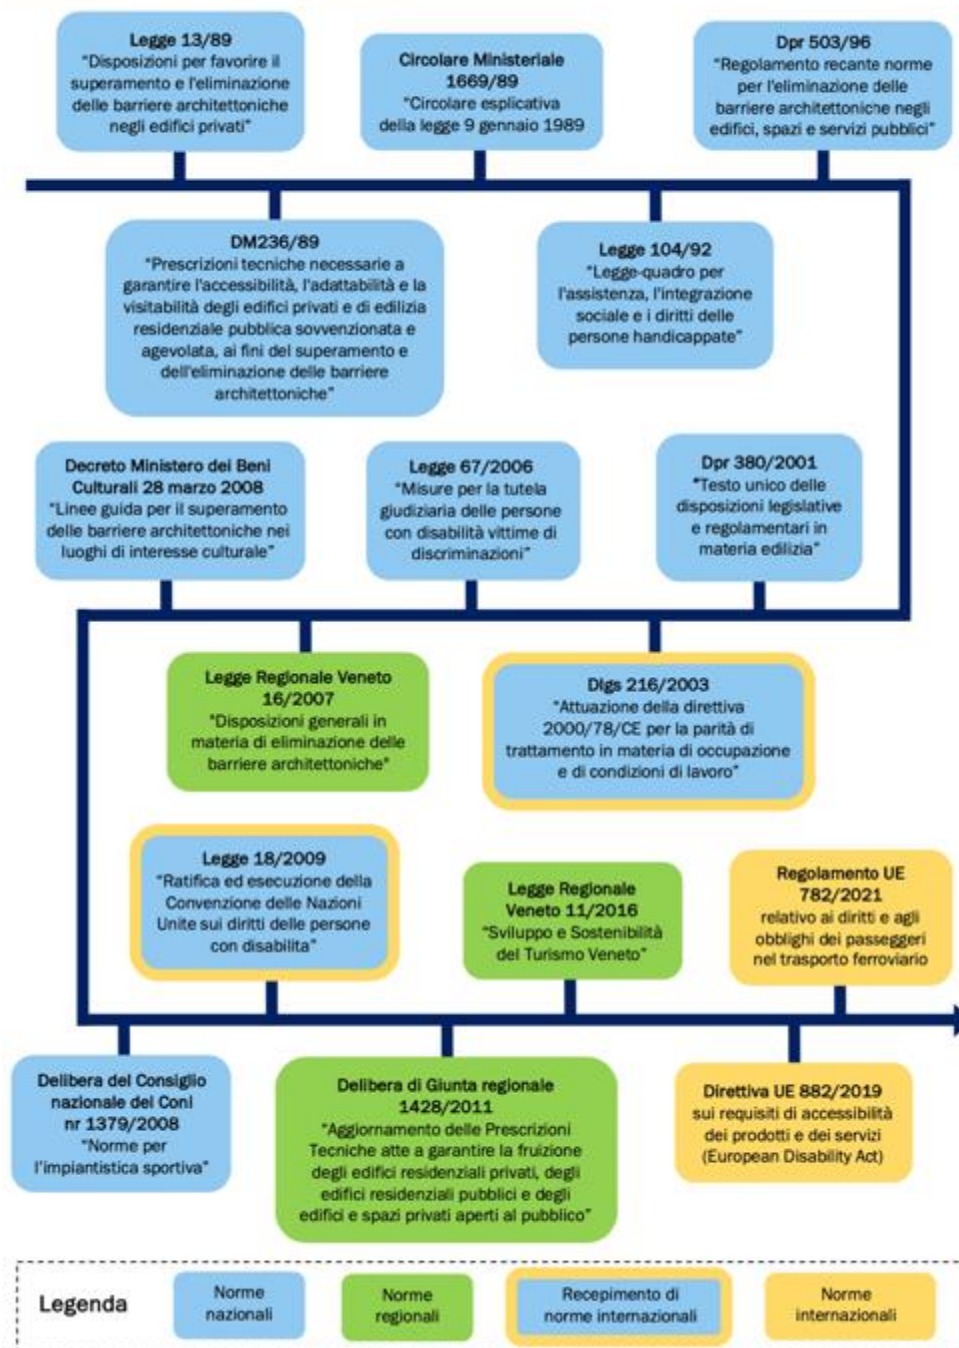 Legge 13/89
"Disposizioni per favorire il
superamento e l'eliminazione
delle barriere architettoniche
negli edifici privati"
Circolare Ministeriale
1669/89
"Circolare esplicativa
della legge 9 gennaio 1989
Dpr 503/96
"Regolamento recante norme
per l'eliminazione delle
barriere architettoniche negli
edifici, spazi e servizi pubblici"
DM236/89
"Prescrizioni tecniche necessarie a
garantire l'accessibilità, l'adattabilità e la
visitabilità degli edifici privati e di edilizia
residenziale pubblica sovvenzionata e
agevolata, ai fini del superamento e
dell'eliminazione delle barriere
architettoniche"
Legge 104/92
"Legge-quadro per
l'assistenza, l'integrazione
sociale e i diritti delle
persone handicappate"
Decreto Ministero dei Beni
Culturali 28 marzo 2008
"Linee guida per il superamento
delle barriere architettoniche nei
luoghi di interesse culturale"
Legge 67/2006
"Misure per la tutela
giudiziaria delle persone
con disabilità vittime di
discriminazioni"
Dpr 380/2001
"Testo unico delle
disposizioni legislative
e regolamentari in
materia edilizia"
Legge Regionale Veneto
16/2007
"Disposizioni generali in
materia di eliminazione delle
barriere architettoniche"
Dlgs 216/2003
"Attuazione della direttiva
2000/78/CE per la parità di
trattamento in materia di occupazione
e di condizioni di lavoro"
Legge 18/2009
"Ratifica ed esecuzione della
Convenzione delle Nazioni
Unite sui diritti delle persone
con disabilita"
Legge Regionale
Veneto 11/2016
"Sviluppo e Sostenibilità
del Turismo Veneto"
Regolamento UE
782/2021
relativo ai diritti e agli
obblighi dei passeggeri
nel trasporto ferroviario
Delibera del Consiglio
nazionale del Coni
nr 1379/2008
"Norme per
l'impiantistica sportiva"
Delibera di Giunta regionale
1428/2011
"Aggiornamento delle Prescrizioni
Tecniche atte a garantire la fruizione
degli edifici residenziali privati, degli
edifici residenziali pubblici e degli
edifici e spazi privati aperti al pubblico"
Direttiva UE 882/2019
sui requisiti di accessibilità
dei prodotti e dei servizi
(European Disability Act)
Legenda
Norme
nazionali
Norme
regionali
Recepimento di
norme internazionali
Norme
internazionali